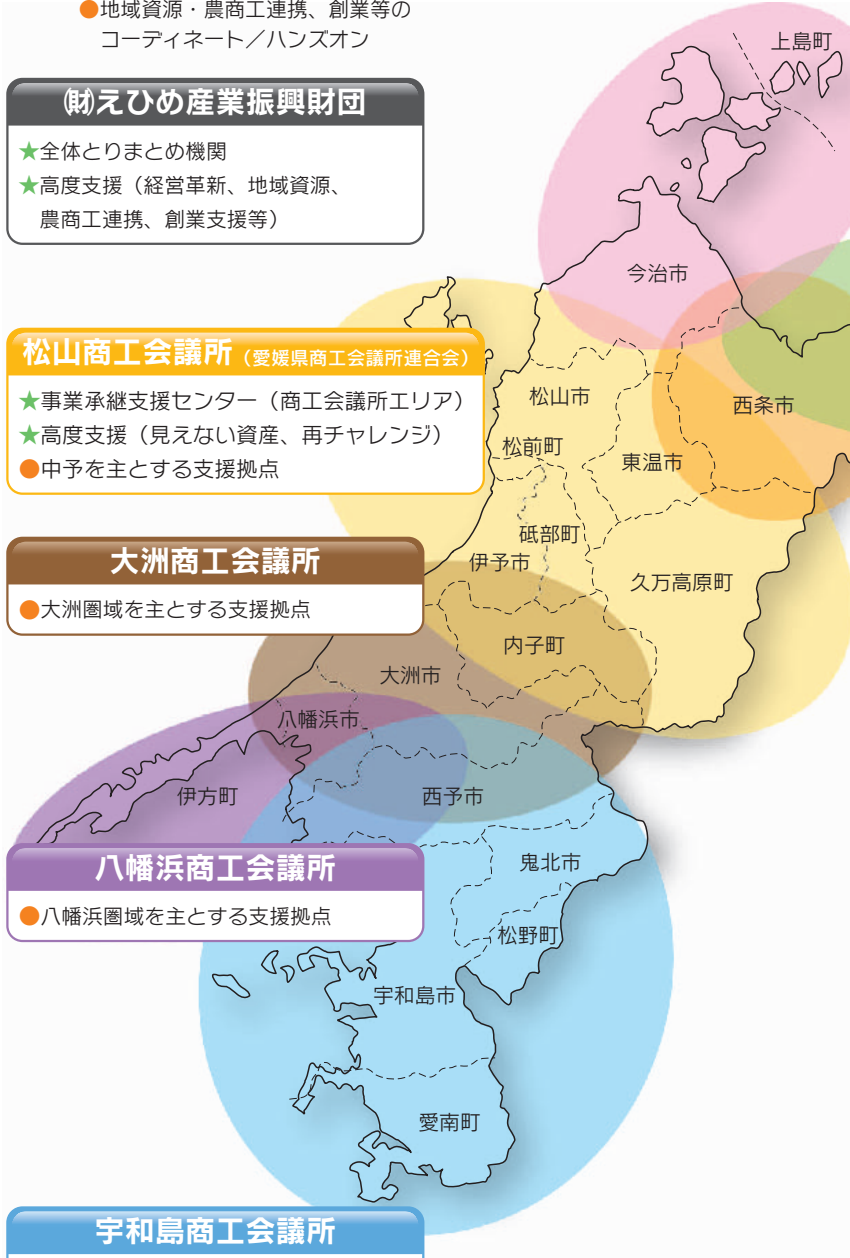 ●地域資源・農商工連携、創業等の
コーディネート／ハンズオン
㈶えひめ産業振興財団
★全体とりまとめ機関
★高度支援（経営革新、地域資源、
農商工連携、創業支援等）
松山商工会議所（愛媛県商工会議所連合会）
★事業承継支援センター（商工会議所エリア）
★高度支援（見えない資産、再チャレンジ）
●中予を主とする支援拠点
大洲商工会議所
●大洲圏域を主とする支援拠点
八幡浜商工会議所
●八幡浜圏域を主とする支援拠点
宇和島商工会議所
上島町
今治市
松山市
西条市
松前町
東温市
砥部町
伊予市
久万高原町
内子町
大洲市
八幡浜市
伊方町
西予市
鬼北市
松野町
宇和島市
愛南町